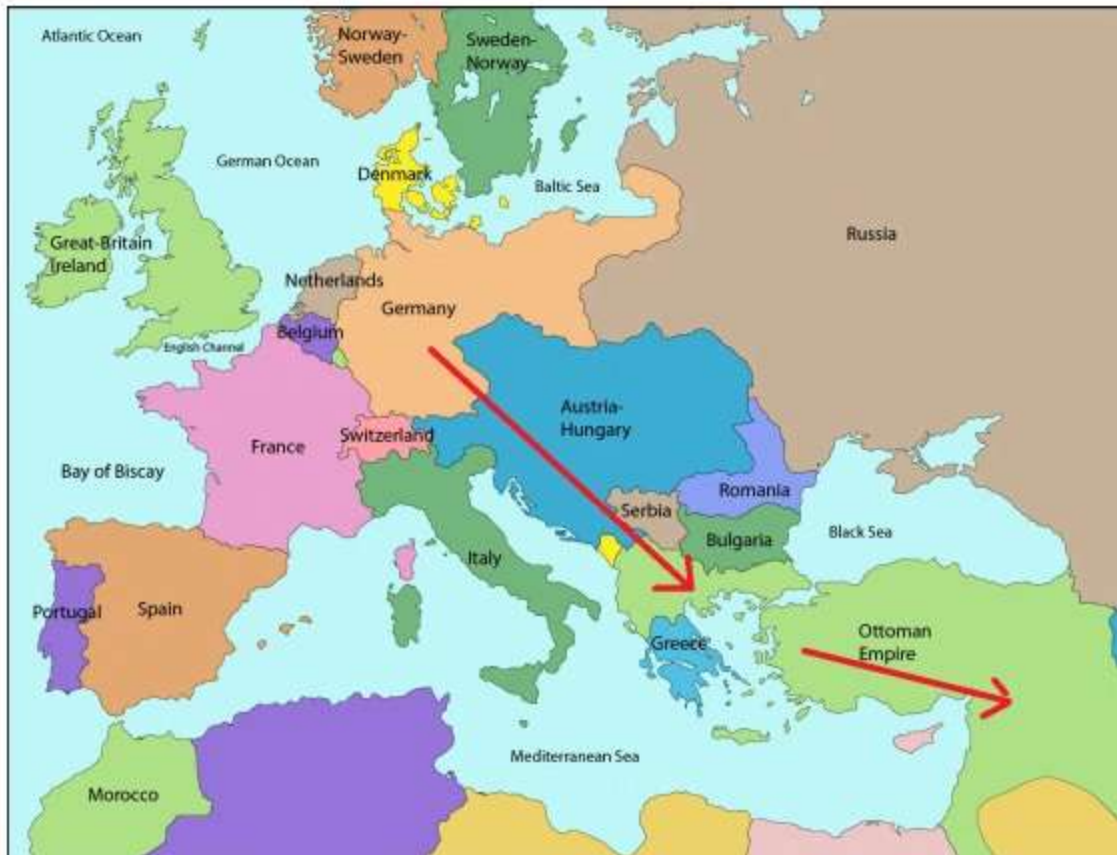 Atlantic Ocean
Norway-
Sweden
Sweden-
Norway
German Ocean
Denmark
Baltic Sea
Great-Britain
Ireland
Russia
Netherlands
Germany
Belgium
English Channel
Austria-
Hungary
Switzerland
France
Bay of Biscay
Romania
Serbia
Black Sea
Bulgaria
Italy
Portugal
Spain
Ottoman
Empire
Greece
Mediterranean Sea
Morocco